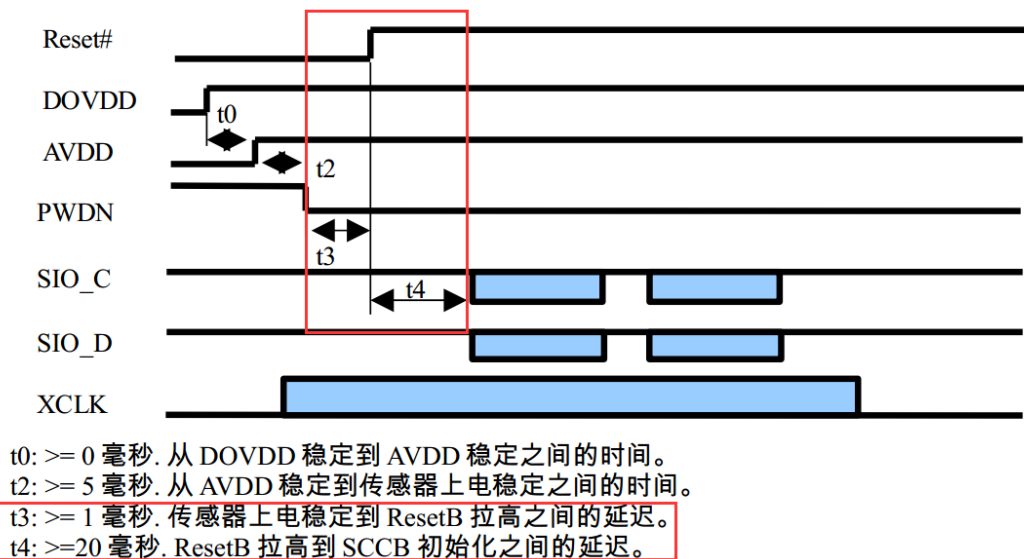 Reset#
DOVDD
t0
AVDD
t2
PWDN
t3
SIO_C
t4
SIO_D
XCLK
t0: >= 0 毫秒. 从 DOVDD 稳定到 AVDD 稳定之间的时间。
t2: >= 5 毫秒. 从 AVDD 稳定到传感器上电稳定之间的时间。
t3: >= 1 毫秒. 传感器上电稳定到 ResetB 拉高之间的延迟。
t4: >=20 毫秒. ResetB 拉高到 SCCB 初始化之间的延迟。